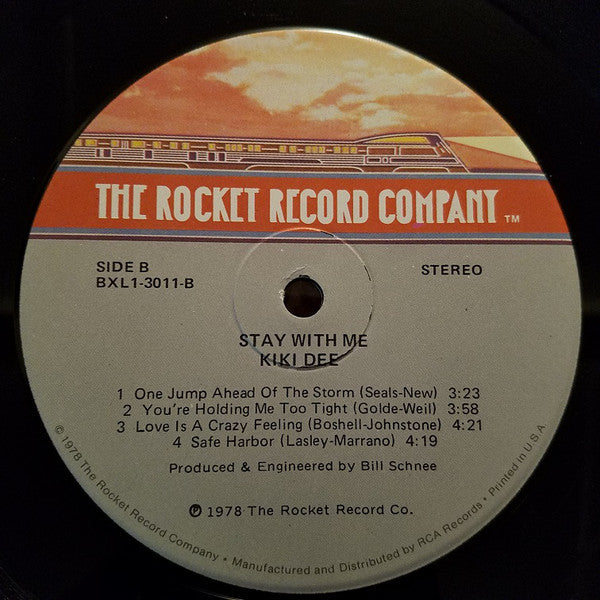 THE ROCKET RECORD COMPANY ™
SIDE B
BXL1-3011-B
STEREO
STAY WITH ME
KIKI DEE
1 One Jump Ahead Of The Storm (Seals-New) 3:23
2 You're Holding Me Too Tight (Golde-Weil) 3:58
3 Love Is A Crazy Feeling (Boshell-Johnstone) 4:21
4 Safe Harbor (Lasley-Marrano) 4:19
Produced & Engineered by Bill Schnee
℗ 1978 The Rocket Record Co.
© 1978 The Rocket Record Company • Manufactured and Distributed by RCA Records • Printed in U.S.A.